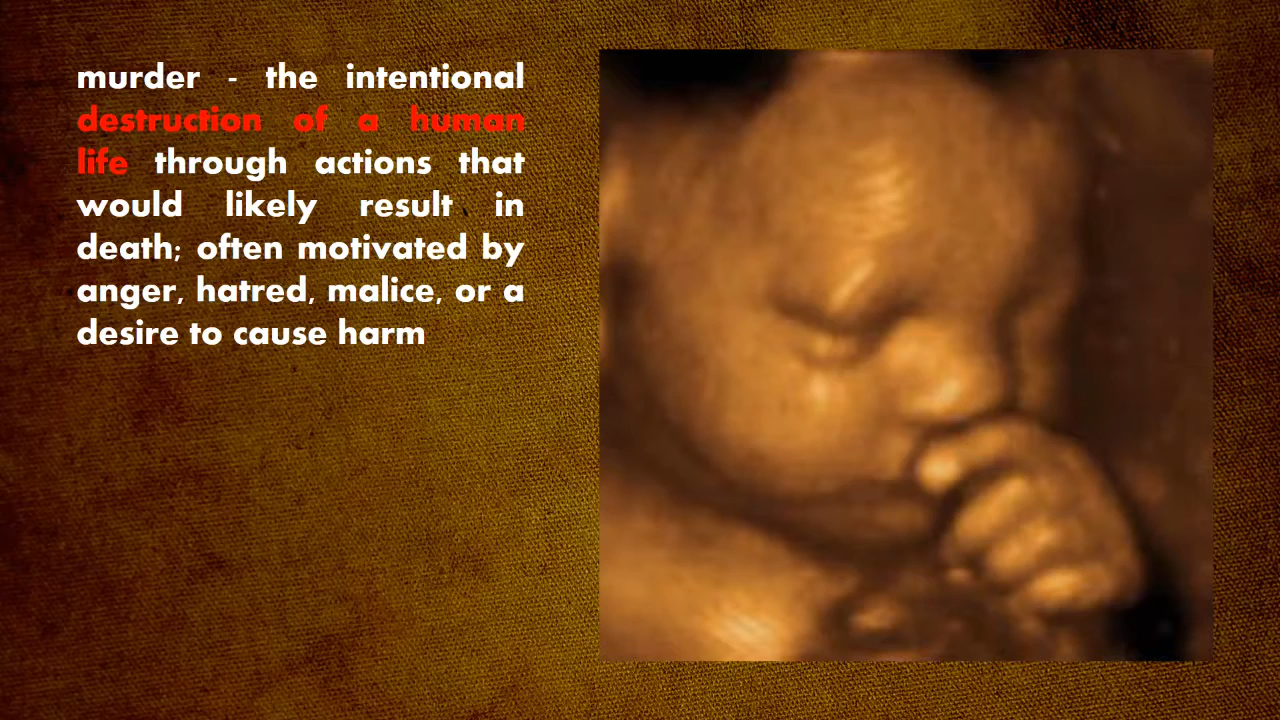 murder - the intentional
destruction of a human
life through actions that
would likely result in
death; often motivated by
anger, hatred, malice, or a
desire to cause harm